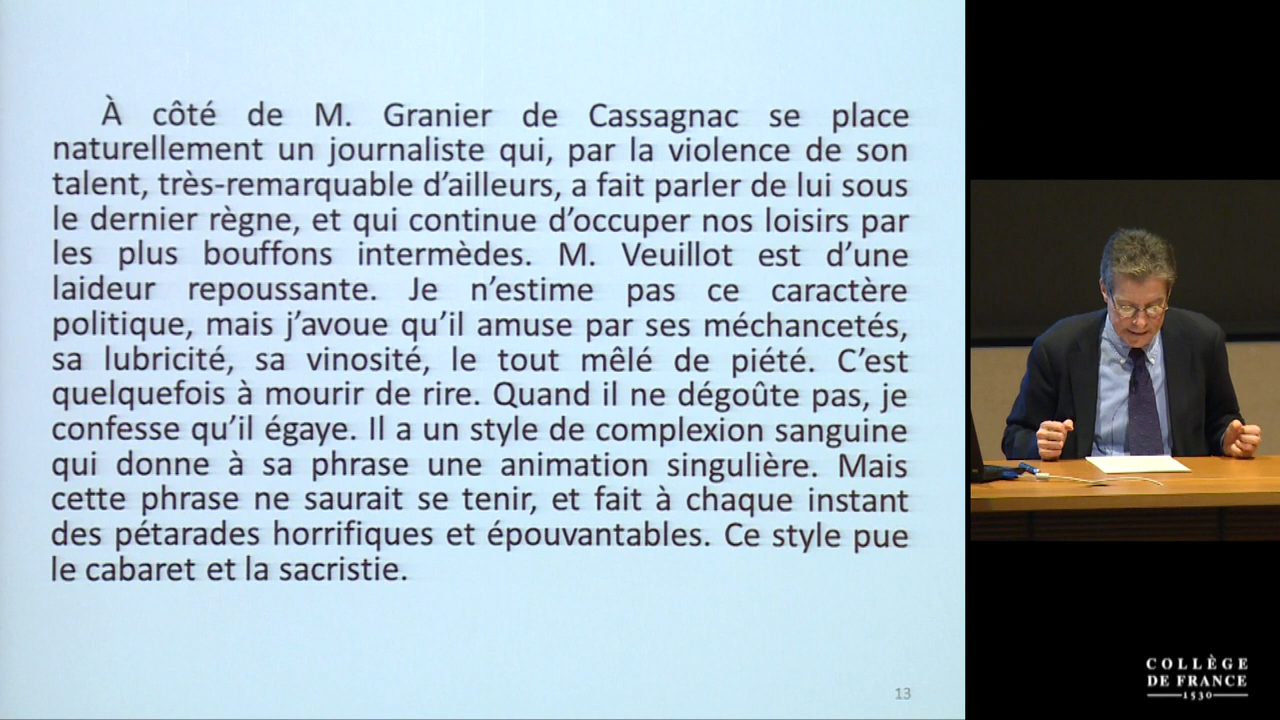 À côté de M. Granier de Cassagnac se place
naturellement un journaliste qui, par la violence de son
talent, très-remarquable d’ailleurs, a fait parler de lui sous
le dernier règne, et qui continue d’occuper nos loisirs par
les plus bouffons intermèdes. M. Veuillot est d’une
laideur repoussante. Je n’estime pas ce caractère
politique, mais j’avoue qu’il amuse par ses méchancetés,
sa lubricité, sa vinosité, le tout mêlé de piété. C’est
quelquefois à mourir de rire. Quand il ne dégoûte pas, je
confesse qu’il égaye. Il a un style de complexion sanguine
qui donne à sa phrase une animation singulière. Mais
cette phrase ne saurait se tenir, et fait à chaque instant
des pétarades horrifiques et épouvantables. Ce style pue
le cabaret et la sacristie.
13
COLLÈGE
DE FRANCE
1530